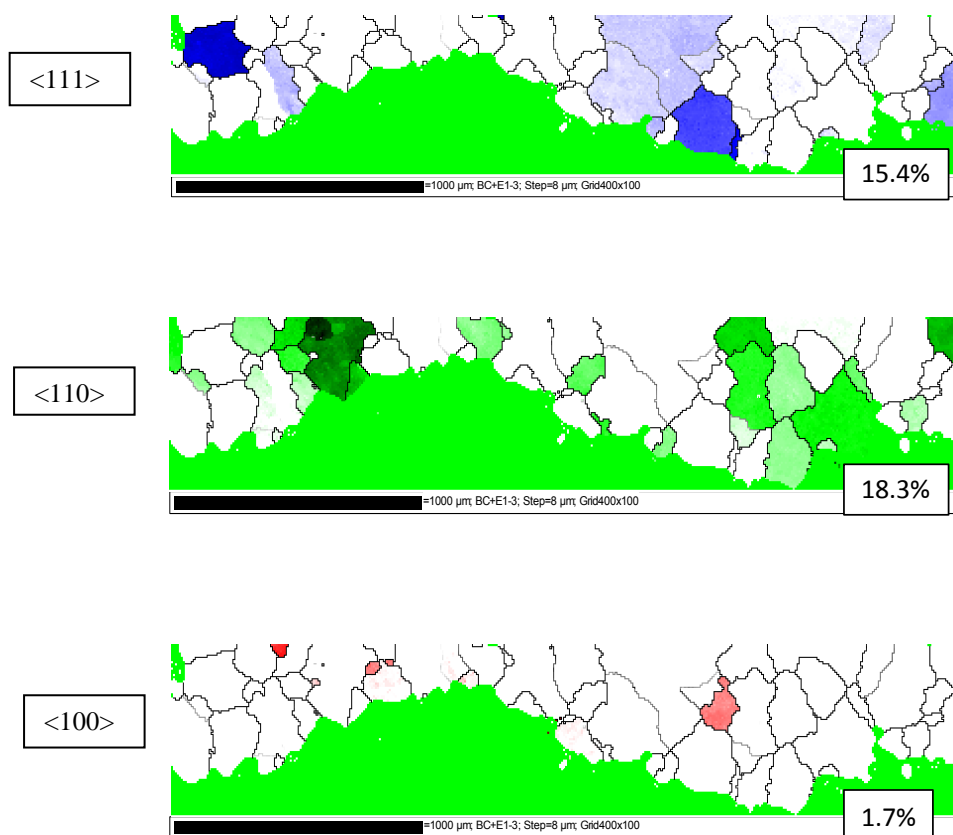 <111>
15.4%
=1000 µm; BC+E1-3; Step=8 µm; Grid400x100
<110>
18.3%
=1000 µm; BC+E1-3; Step=8 µm; Grid400x100
<100>
1.7%
=1000 µm; BC+E1-3; Step=8 µm; Grid400x100